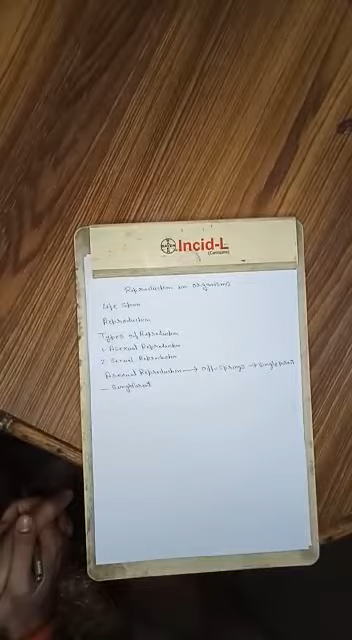 BAYER
Incid-L
Reproduction in organisms
Life span
Reproduction
Types of Reproduction
1. Asexual Reproduction
2. Sexual Reproduction
Asexual Reproduction → Offsprings → Single parent